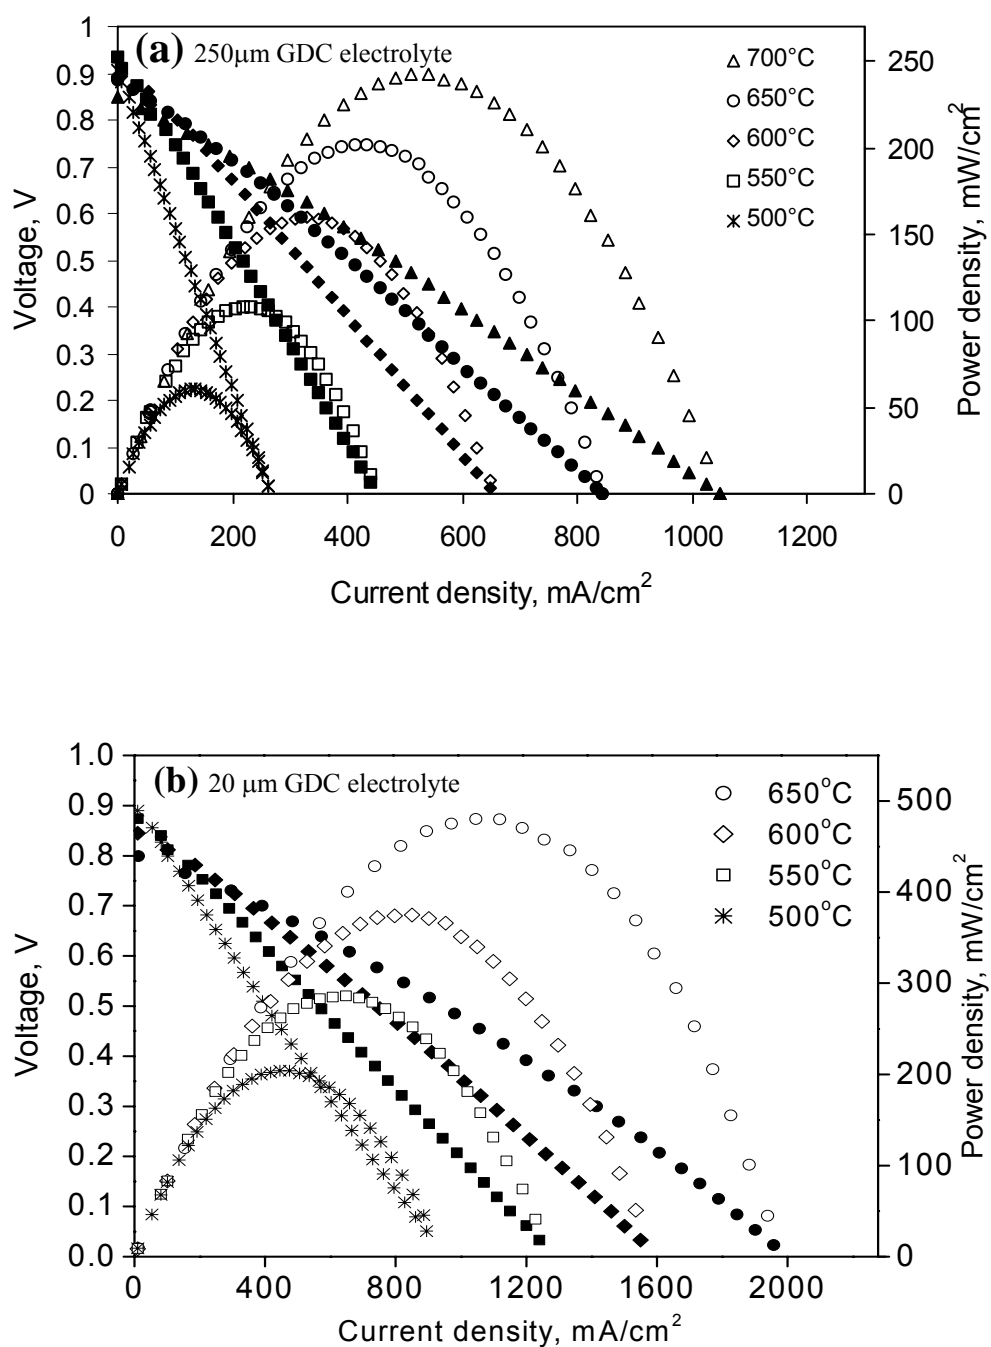 (a) 250μm GDC electrolyte
Voltage, V
1
0.9
0.8
0.7
0.6
0.5
0.4
0.3
0.2
0.1
0
700°C
650°C
600°C
550°C
500°C
250
200
150
100
50
0
Power density, mW/cm²
0 200 400 600 800 1000 1200
Current density, mA/cm²
(b) 20 μm GDC electrolyte
Voltage, V
1.0
0.9
0.8
0.7
0.6
0.5
0.4
0.3
0.2
0.1
0.0
650°C
600°C
550°C
500°C
500
400
300
200
100
0
Power density, mW/cm²
0 400 800 1200 1600 2000
Current density, mA/cm²